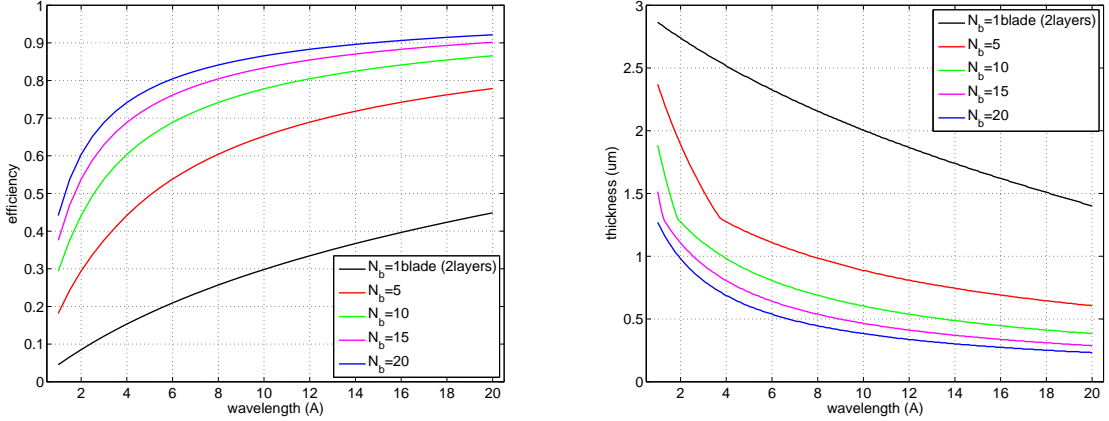 1
0.9
0.8
0.7
0.6
0.5
0.4
0.3
0.2
0.1
0
efficiency
2 4 6 8 10 12 14 16 18 20
wavelength (A)
N_b=1blade (2layers)
N_b=5
N_b=10
N_b=15
N_b=20
3
2.5
2
1.5
1
0.5
0
thickness (um)
2 4 6 8 10 12 14 16 18 20
wavelength (A)
N_b=1blade (2layers)
N_b=5
N_b=10
N_b=15
N_b=20